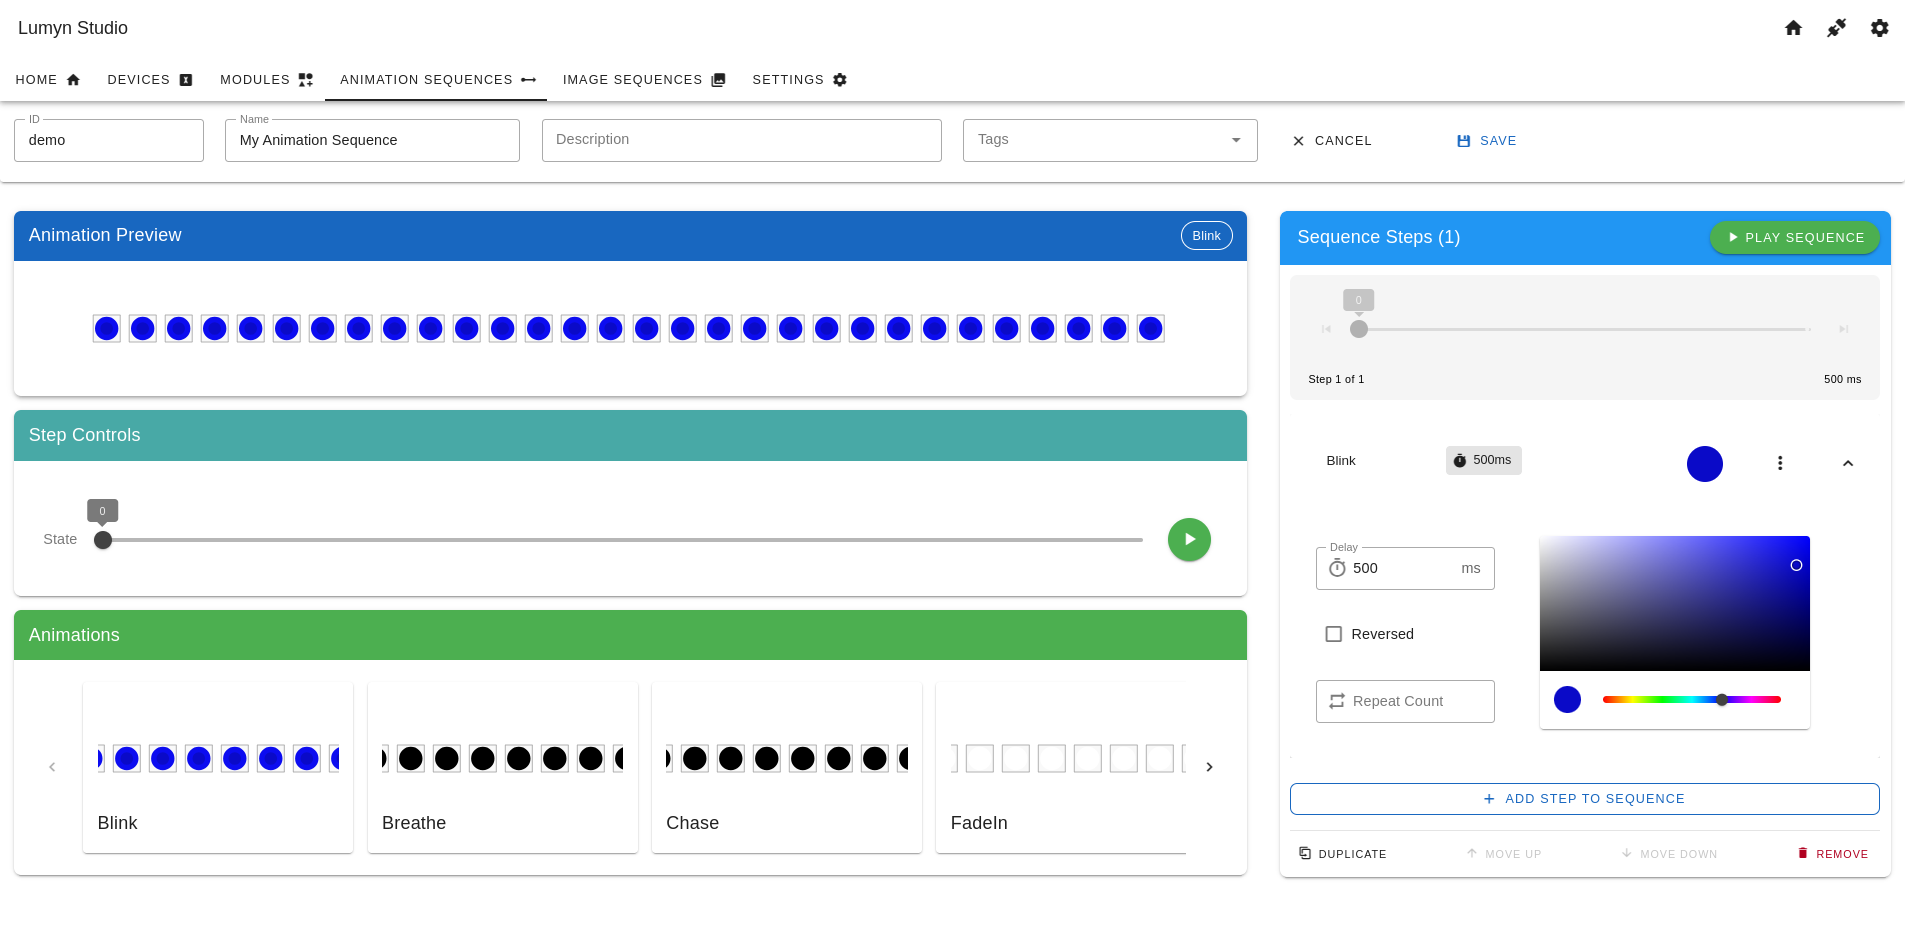 Lumyn Studio
HOME DEVICES MODULES ANIMATION SEQUENCES IMAGE SEQUENCES SETTINGS
ID
demo
Name
My Animation Sequence
Description
Tags
CANCEL
SAVE
Animation Preview
Blink
Step Controls
0
State
Animations
Blink
Breathe
Chase
FadeIn
Sequence Steps (1)
PLAY SEQUENCE
0
Step 1 of 1
500 ms
Blink
500ms
Delay
500 ms
Reversed
Repeat Count
ADD STEP TO SEQUENCE
DUPLICATE MOVE UP MOVE DOWN REMOVE